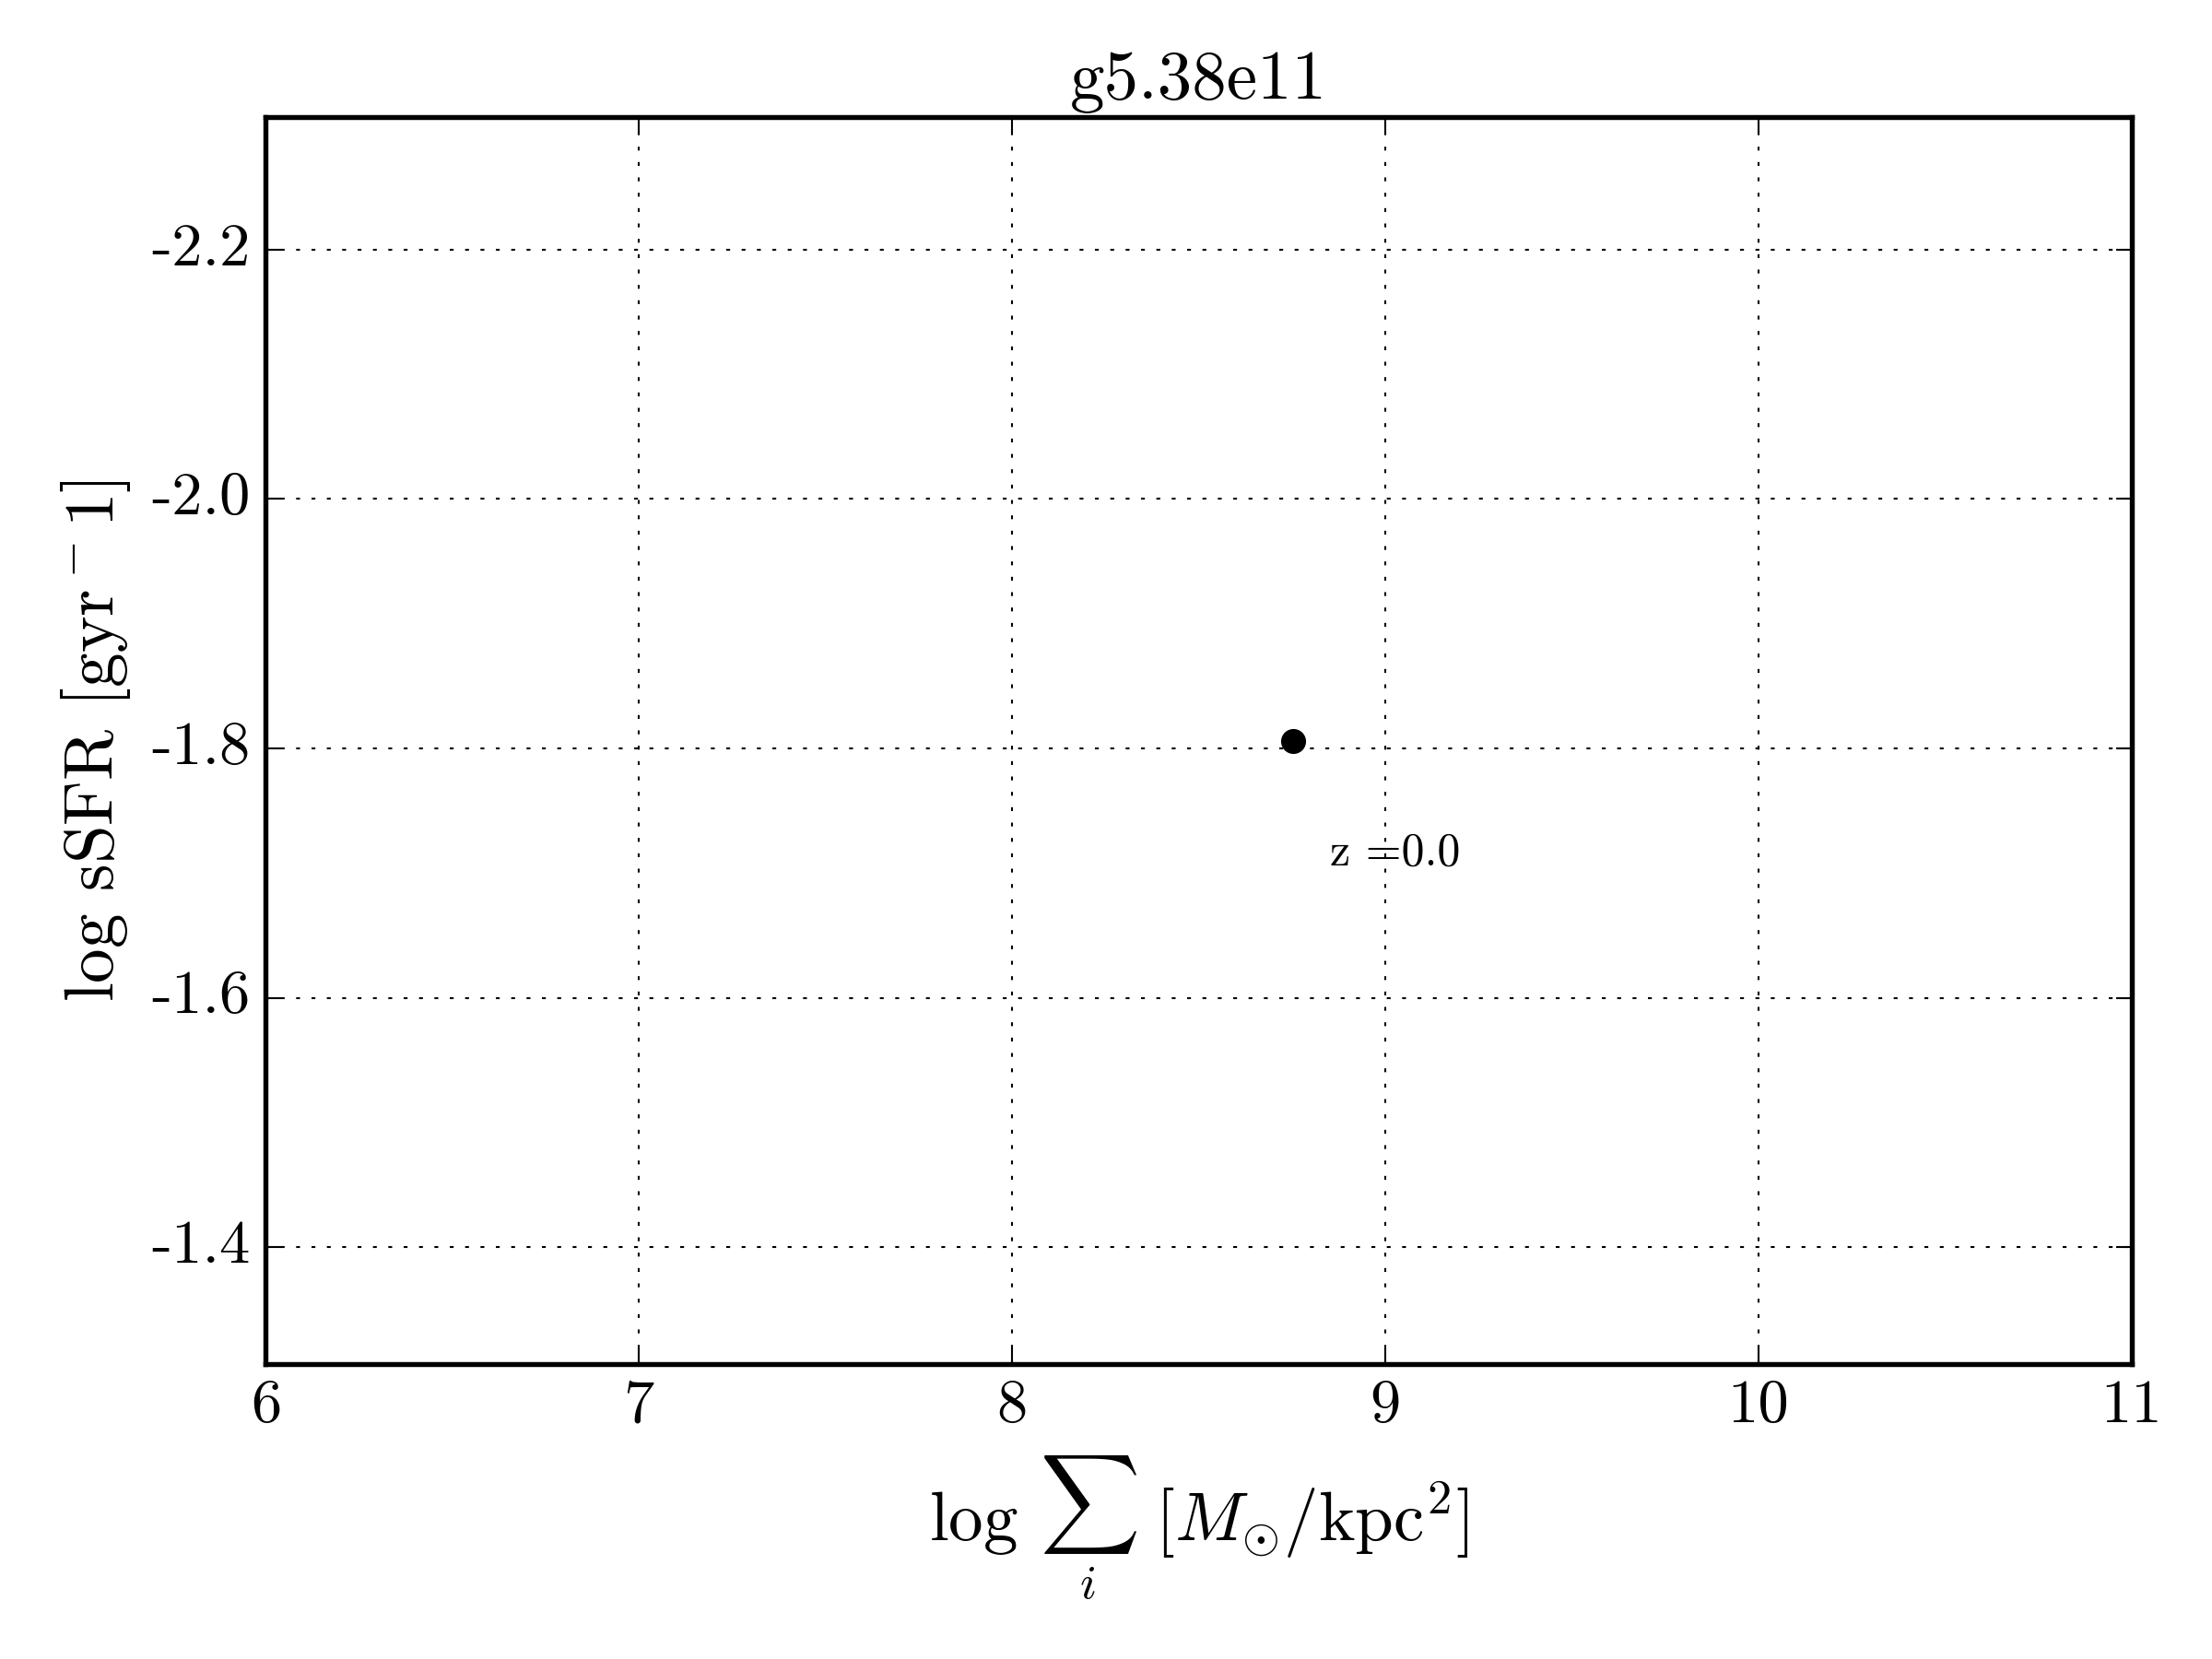 g5.38e11
-2.2
-2.0
-1.8
-1.6
-1.4
log sSFR [gyr⁻1]
z =0.0
6 7 8 9 10 11
log ∑ᵢ [M⊙/kpc²]